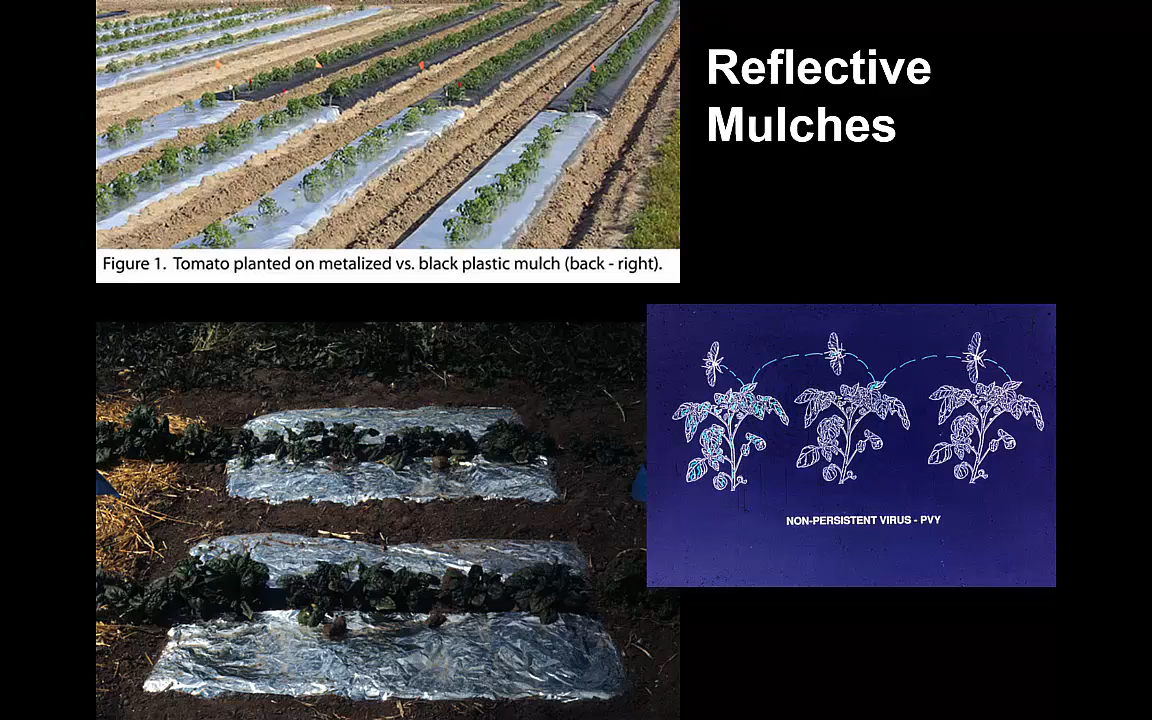 Reflective
Mulches
Figure 1. Tomato planted on metalized vs. black plastic mulch (back - right).
NON-PERSISTENT VIRUS - PVY